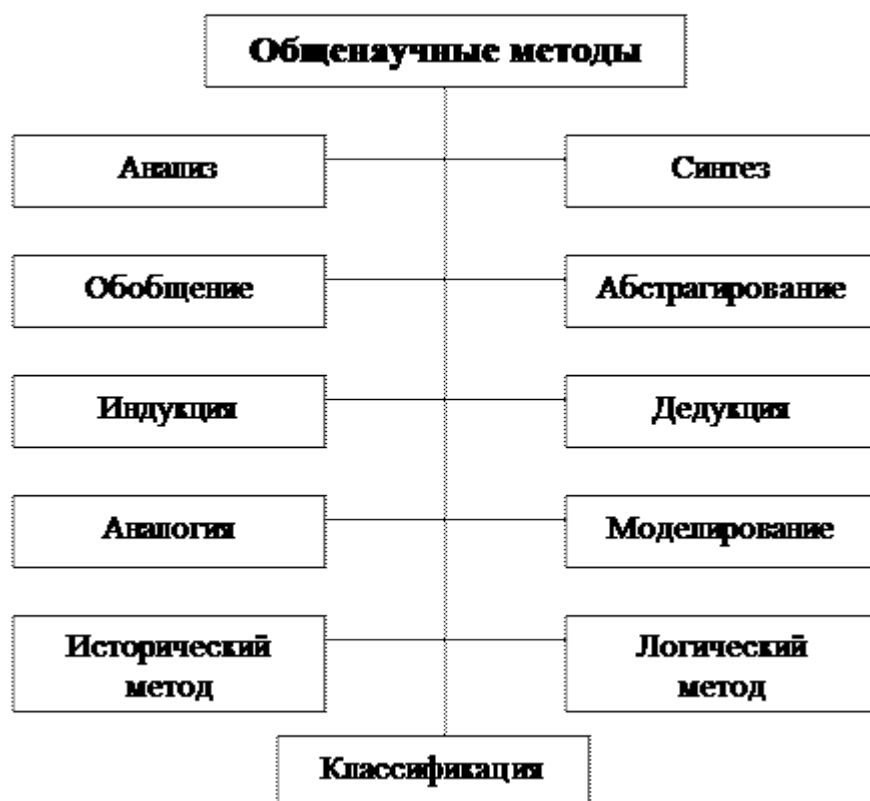 Общенаучные методы
Анализ
Синтез
Обобщение
Абстрагирование
Индукция
Дедукция
Аналогия
Моделирование
Исторический
метод
Логический
метод
Классификация